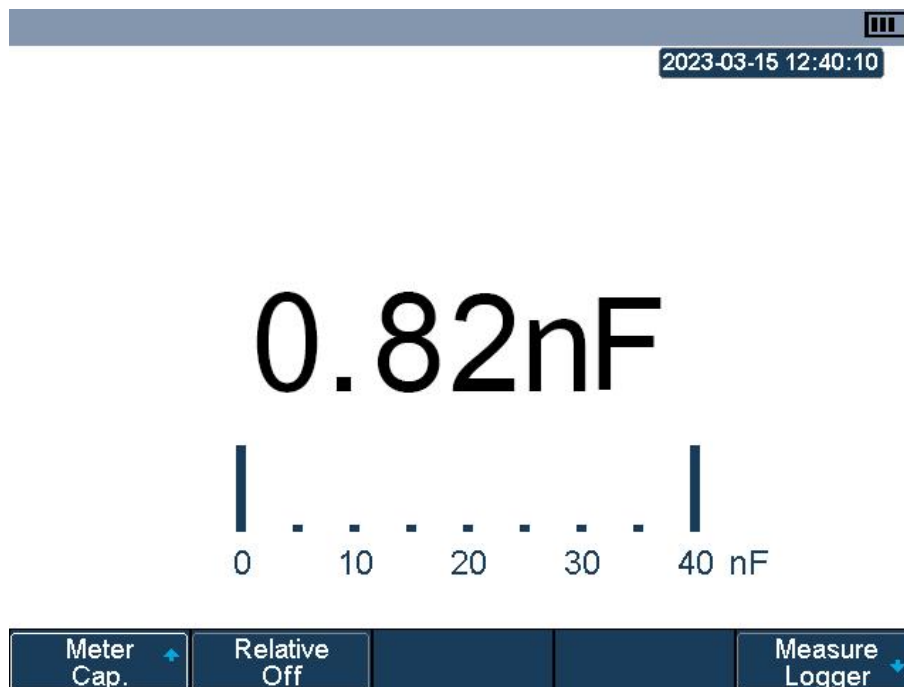 2023-03-15 12:40:10
0.82nF
0 10 20 30 40 nF
Meter Relative Measure
Cap. Off Logger